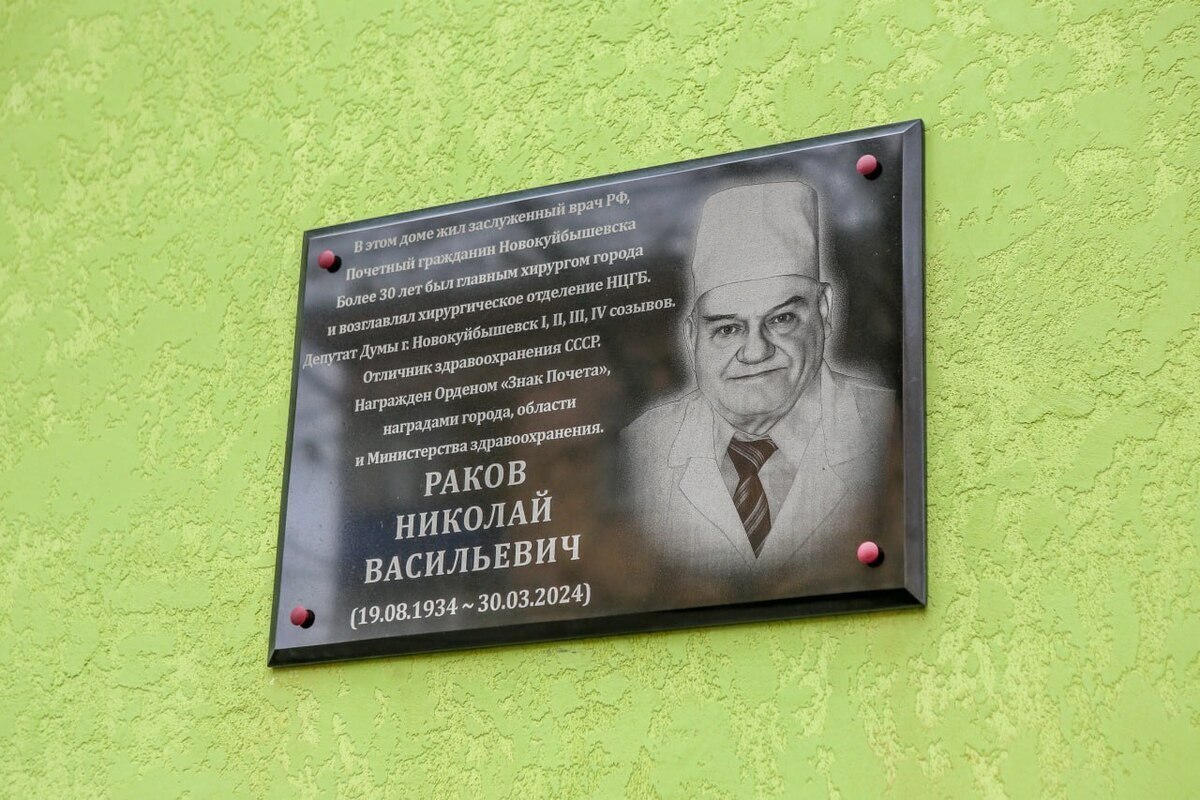 В этом доме жил заслуженный врач РФ,
Почетный гражданин Новокуйбышевска
Более 30 лет был главным хирургом города
и возглавлял хирургическое отделение НЦГБ.
Депутат Думы г. Новокуйбышевск I, II, III, IV созывов.
Отличник здравоохранения СССР.
Награжден Орденом «Знак Почета»,
наградами города, области
и Министерства здравоохранения.
РАКОВ
НИКОЛАЙ
ВАСИЛЬЕВИЧ
(19.08.1934 ~ 30.03.2024)